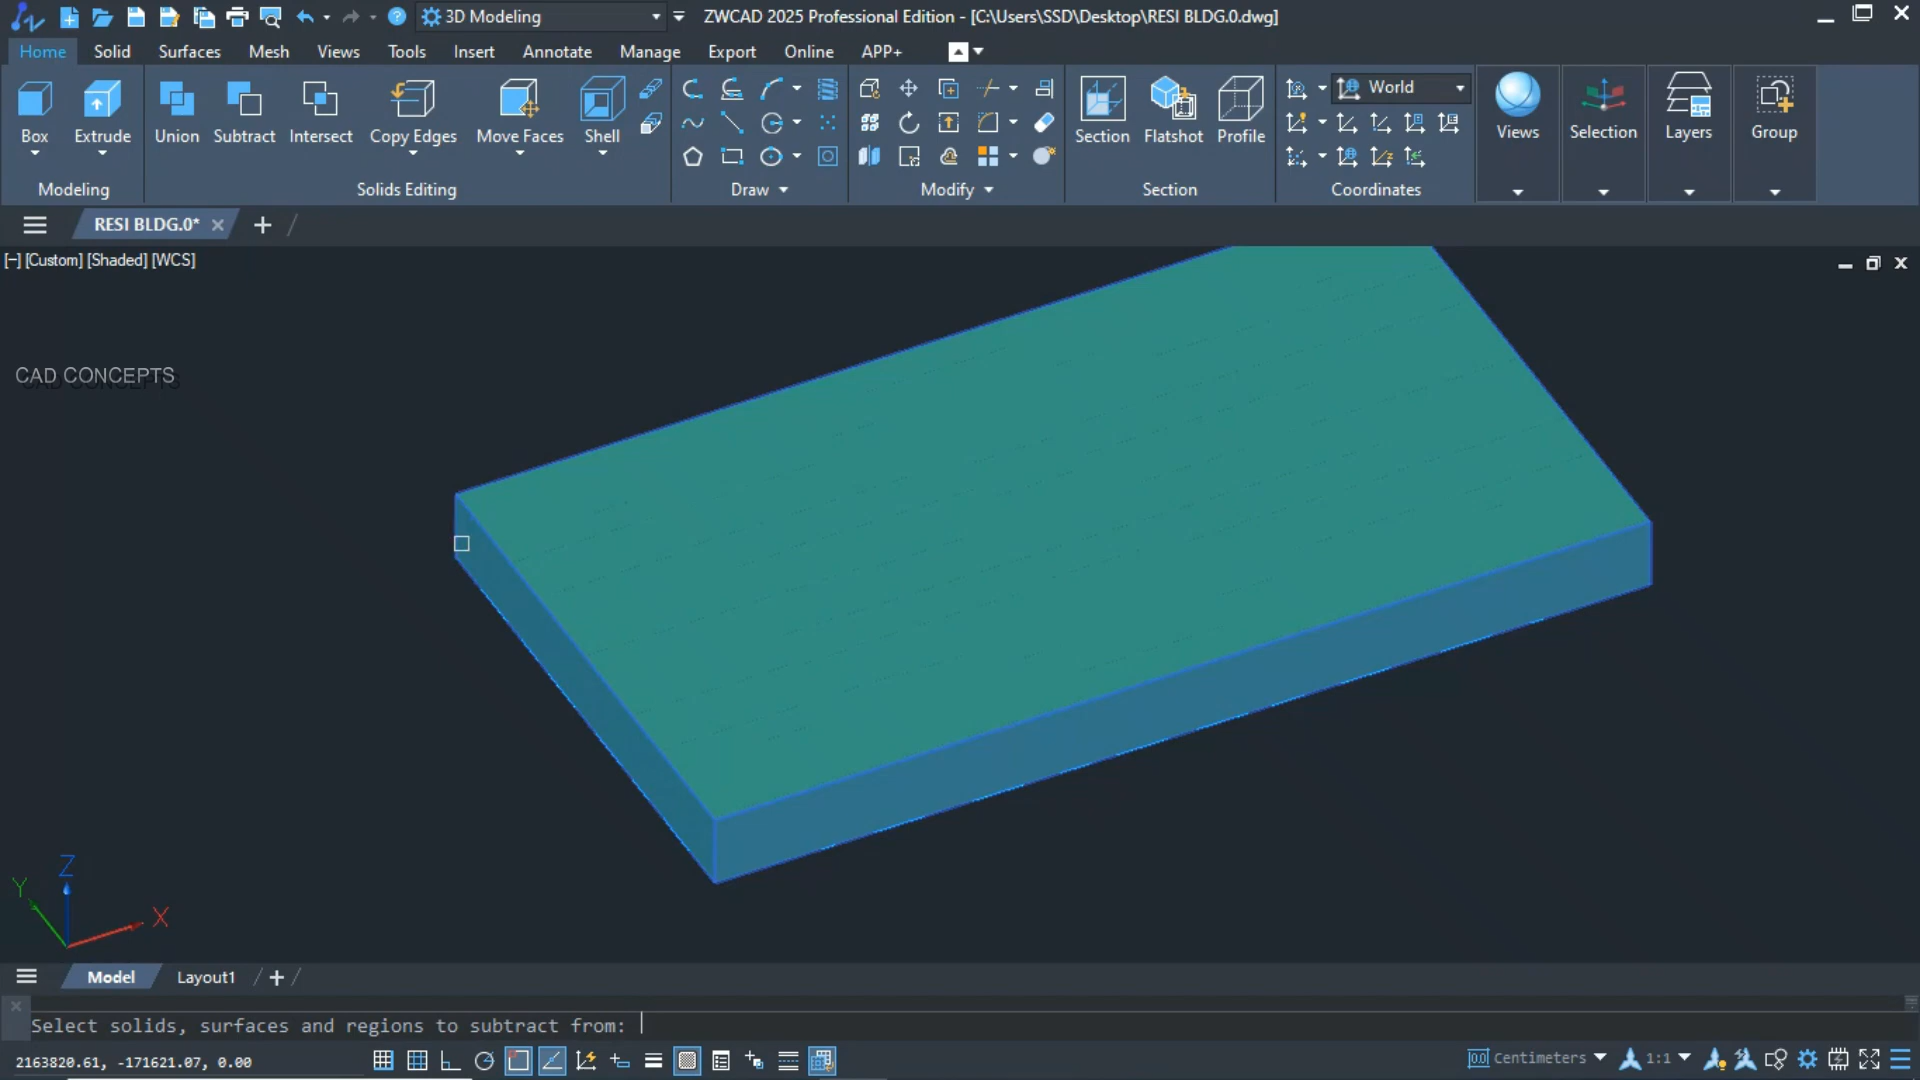 3D Modeling
ZWCAD 2025 Professional Edition - [C:\Users\SSD\Desktop\RESI BLDG.0.dwg]
Home Solid Surfaces Mesh Views Tools Insert Annotate Manage Export Online APP+
World
Box Extrude Union Subtract Intersect Copy Edges Move Faces Shell Section Flatshot Profile Views Selection Layers Group
Modeling Solids Editing Draw Modify Section Coordinates
RESI BLDG.0*
[−] [Custom] [Shaded] [WCS]
CAD CONCEPTS
Z
Y
X
Model Layout1
Select solids, surfaces and regions to subtract from:
2163820.61, -171621.07, 0.00
Centimeters 1:1